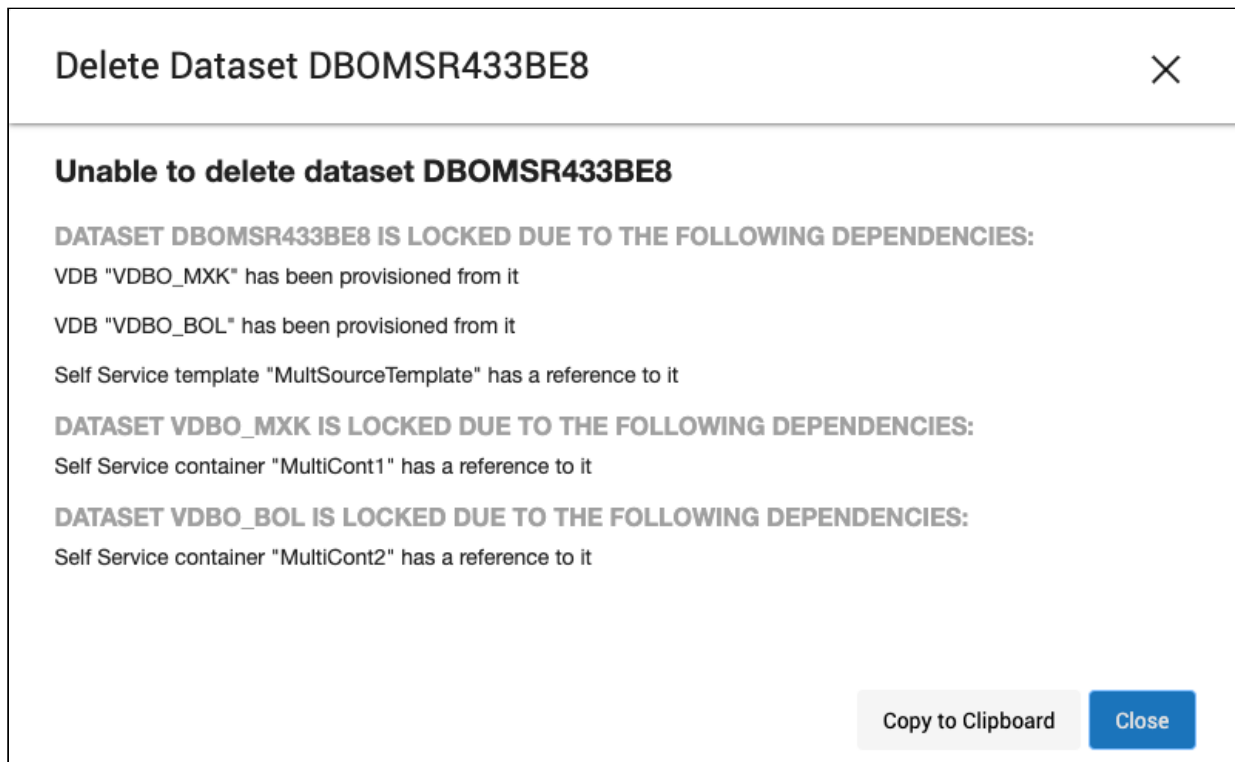 Delete Dataset DBOMSR433BE8
Unable to delete dataset DBOMSR433BE8
DATASET DBOMSR433BE8 IS LOCKED DUE TO THE FOLLOWING DEPENDENCIES:
VDB "VDBO_MXK" has been provisioned from it
VDB "VDBO_BOL" has been provisioned from it
Self Service template "MultSourceTemplate" has a reference to it
DATASET VDBO_MXK IS LOCKED DUE TO THE FOLLOWING DEPENDENCIES:
Self Service container "MultiCont1" has a reference to it
DATASET VDBO_BOL IS LOCKED DUE TO THE FOLLOWING DEPENDENCIES:
Self Service container "MultiCont2" has a reference to it
Copy to Clipboard
Close